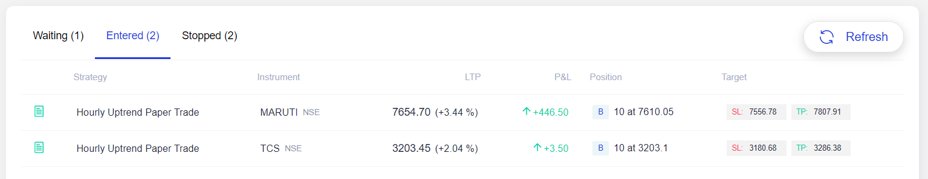 Waiting (1) Entered (2) Stopped (2) Refresh
Strategy Instrument LTP P&L Position Target
Hourly Uptrend Paper Trade MARUTI NSE 7654.70 (+3.44 %) +446.50 B 10 at 7610.05 SL: 7556.78 TP: 7807.91
Hourly Uptrend Paper Trade TCS NSE 3203.45 (+2.04 %) +3.50 B 10 at 3203.1 SL: 3180.68 TP: 3286.38